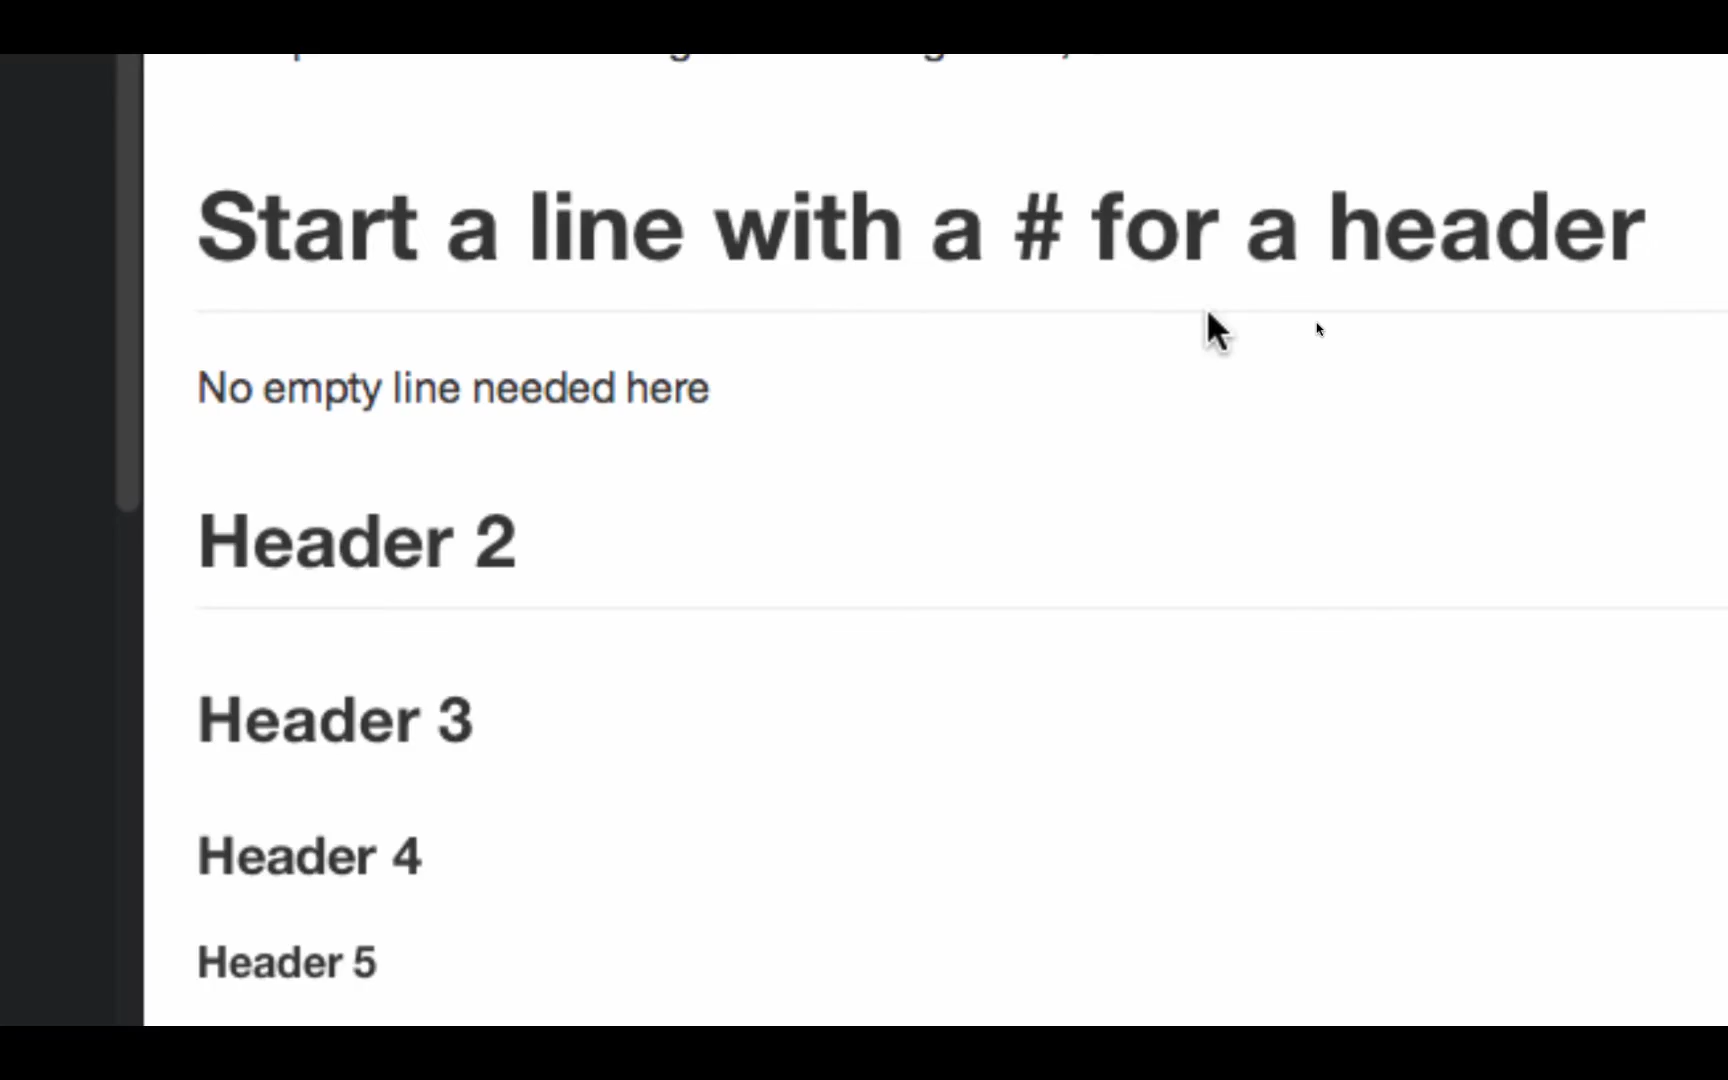 Start a line with a # for a header
No empty line needed here
Header 2
Header 3
Header 4
Header 5